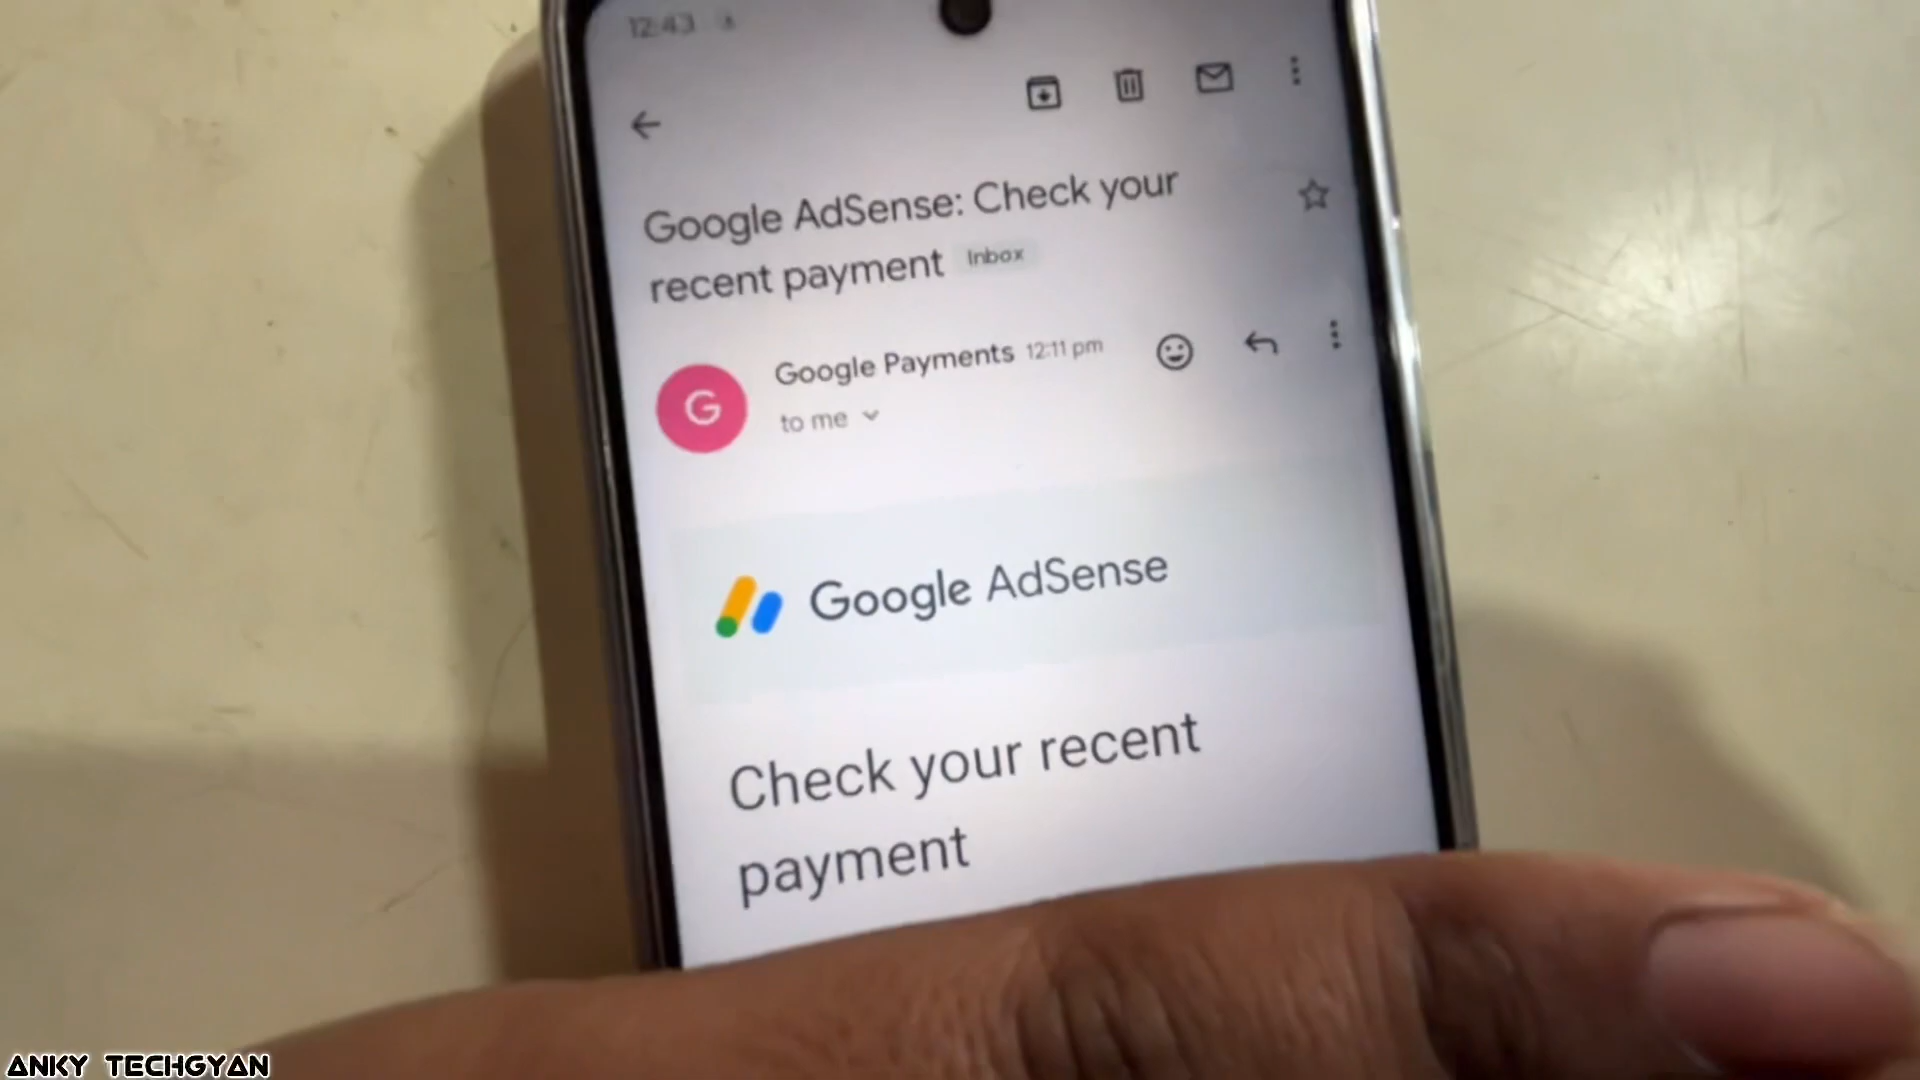 12:43
Google AdSense: Check your
recent payment Inbox
G
Google Payments 12:11 pm
to me
Google AdSense
Check your recent
payment
ANKY TECHGYAN